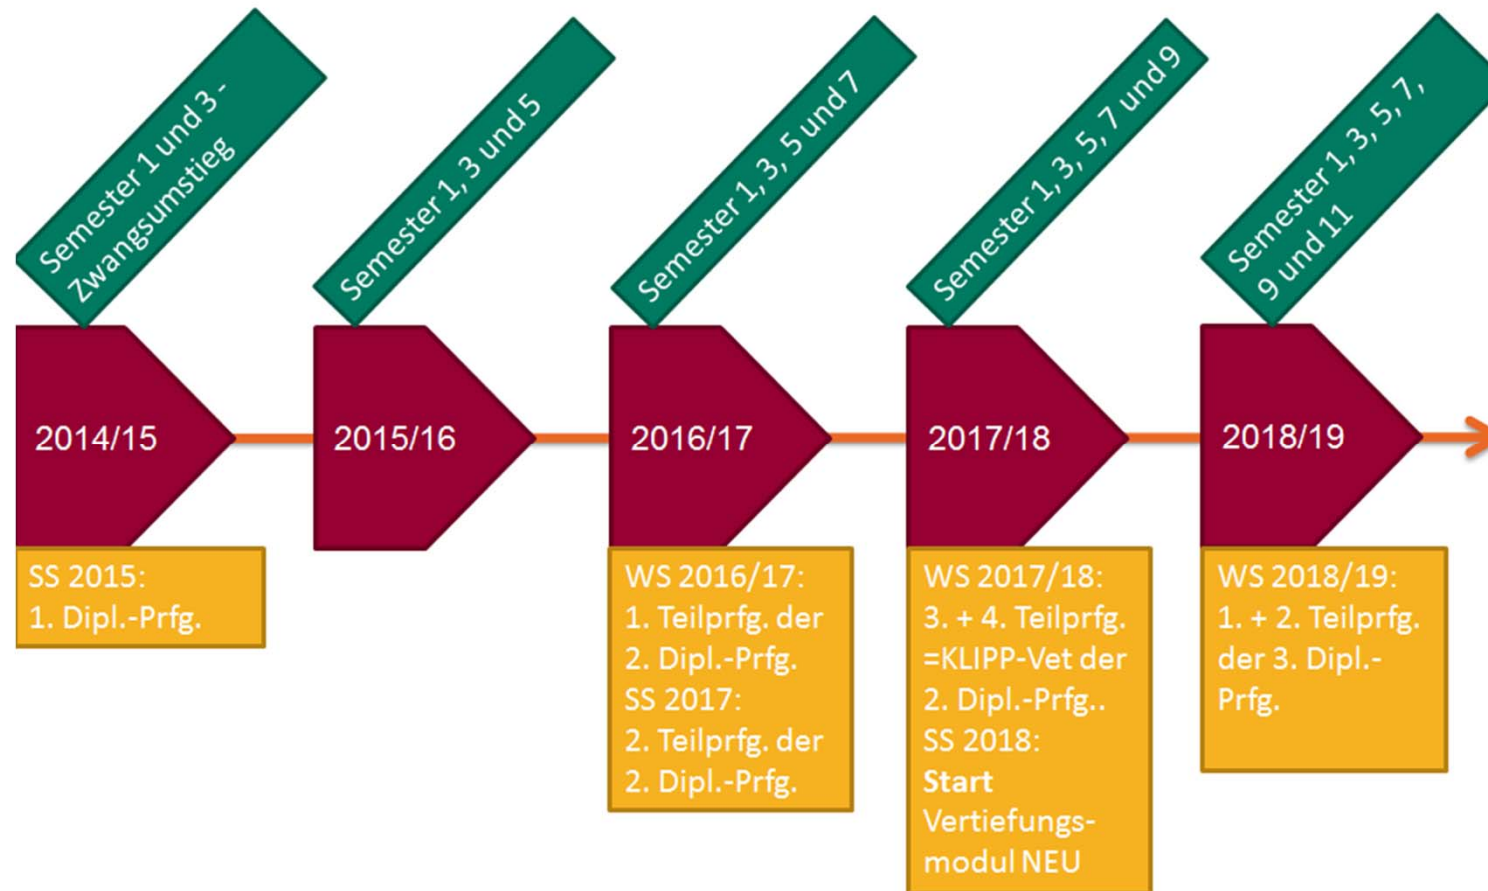 Semester 1 und 3 -
Zwangsumstieg
Semester 1, 3 und 5
Semester 1, 3, 5 und 7
Semester 1, 3, 5, 7 und 9
Semester 1, 3, 5, 7,
9 und 11
2014/15
2015/16
2016/17
2017/18
2018/19
SS 2015:
1. Dipl.-Prfg.
WS 2016/17:
1. Teilprfg. der
2. Dipl.-Prfg.
SS 2017:
2. Teilprfg. der
2. Dipl.-Prfg.
WS 2017/18:
3. + 4. Teilprfg.
=KLIPP-Vet der
2. Dipl.-Prfg..
SS 2018:
Start
Vertiefungs-
modul NEU
WS 2018/19:
1. + 2. Teilprfg.
der 3. Dipl.-
Prfg.